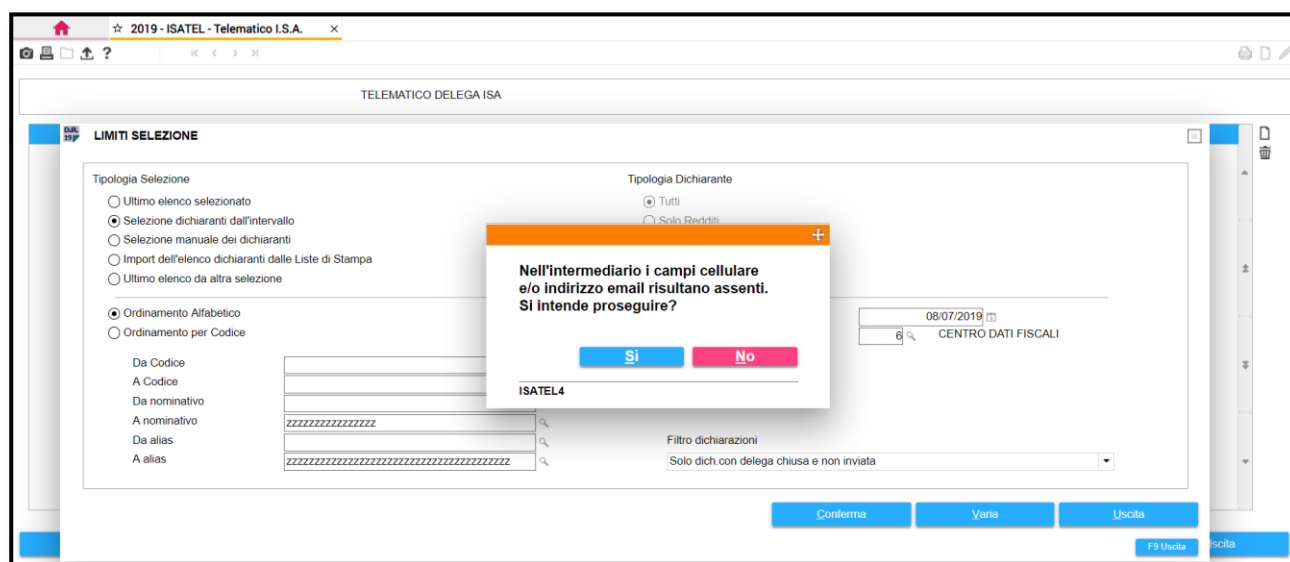 2019 - ISATEL - Telematico I.S.A.
TELEMATICO DELEGA ISA
D.R.
19
LIMITI SELEZIONE
Tipologia Selezione
Ultimo elenco selezionato
Selezione dichiaranti dall'intervallo
Selezione manuale dei dichiaranti
Import dell'elenco dichiaranti dalle Liste di Stampa
Ultimo elenco da altra selezione
Tipologia Dichiarante
Tutti
Solo Redditi
Nell'intermediario i campi cellulare
e/o indirizzo email risultano assenti.
Si intende proseguire?
Sì No
ISATEL4
Ordinamento Alfabetico
Ordinamento per Codice
08/07/2019
6 CENTRO DATI FISCALI
Da Codice
A Codice
Da nominativo
A nominativo zzzzzzzzzzzzzzzz
Da alias
A alias zzzzzzzzzzzzzzzzzzzzzzzzzzzzzzzzzzzzzzzz
Filtro dichiarazioni
Solo dich.con delega chiusa e non inviata
Conferma Varia Uscita
F9 Uscita